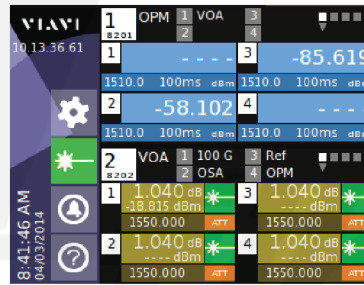 VIAVI
10.13.36 61
8:41:46 AM
04/03/2014
1 OPM 1 VOA 3
8201 2 4
1 - - - -
1510.0 100ms dBm
3 -85.619
1510.0 100ms dBm
2 -58.102
1510.0 100ms dBm
4 - - -
1510.0 100ms dBm
2 VOA 1 100 G 3 Ref
8202 2 OSA 4 OPM
1 1.040 dB
-18.815 dBm
1550.000 ATT
3 1.040 dB
---- dBm
1550.000 ATT
2 1.040 dB
---- dBm
1550.000 ATT
4 1.040 dB
---- dBm
1550.000 ATT
?